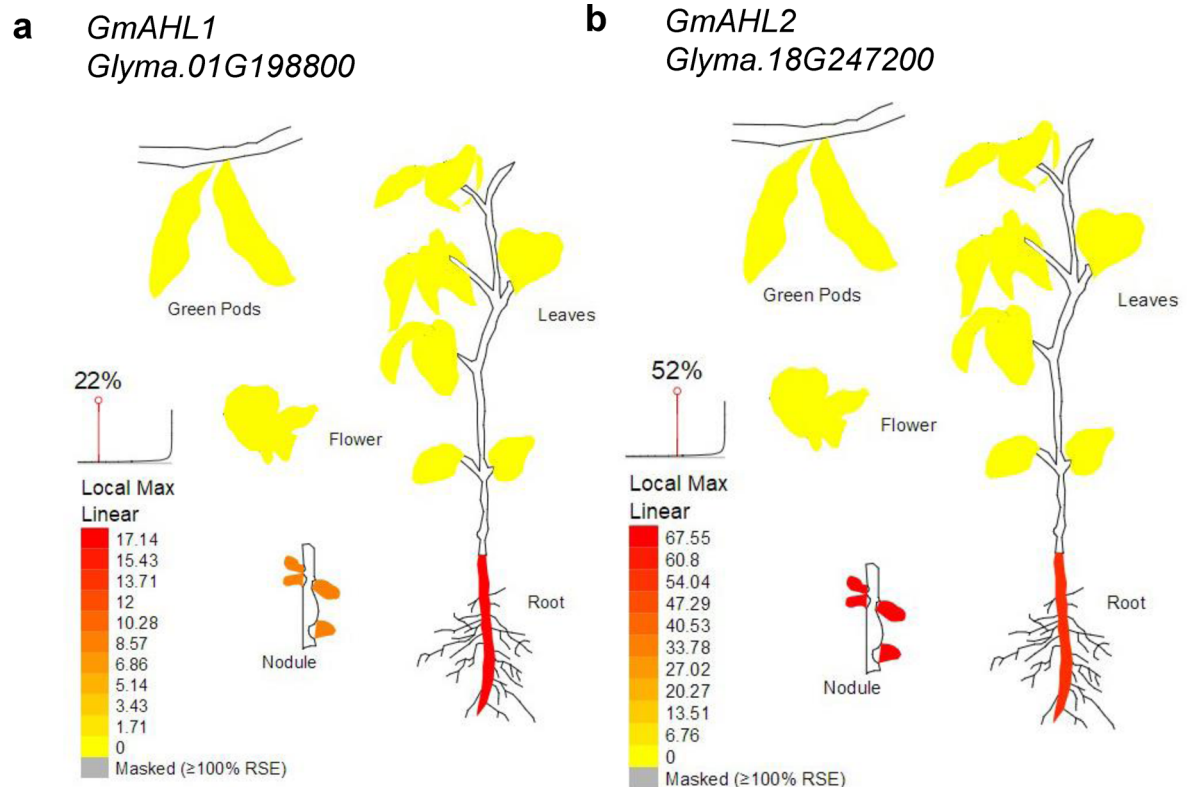 a
GmAHL1
Glyma.01G198800
Green Pods
Leaves
22%
Flower
Local Max
Linear
17.14
15.43
13.71
12
10.28
8.57
6.86
5.14
3.43
1.71
0
Masked (≥100% RSE)
Nodule
Root
b
GmAHL2
Glyma.18G247200
Green Pods
Leaves
52%
Flower
Local Max
Linear
67.55
60.8
54.04
47.29
40.53
33.78
27.02
20.27
13.51
6.76
0
Masked (≥100% RSE)
Nodule
Root